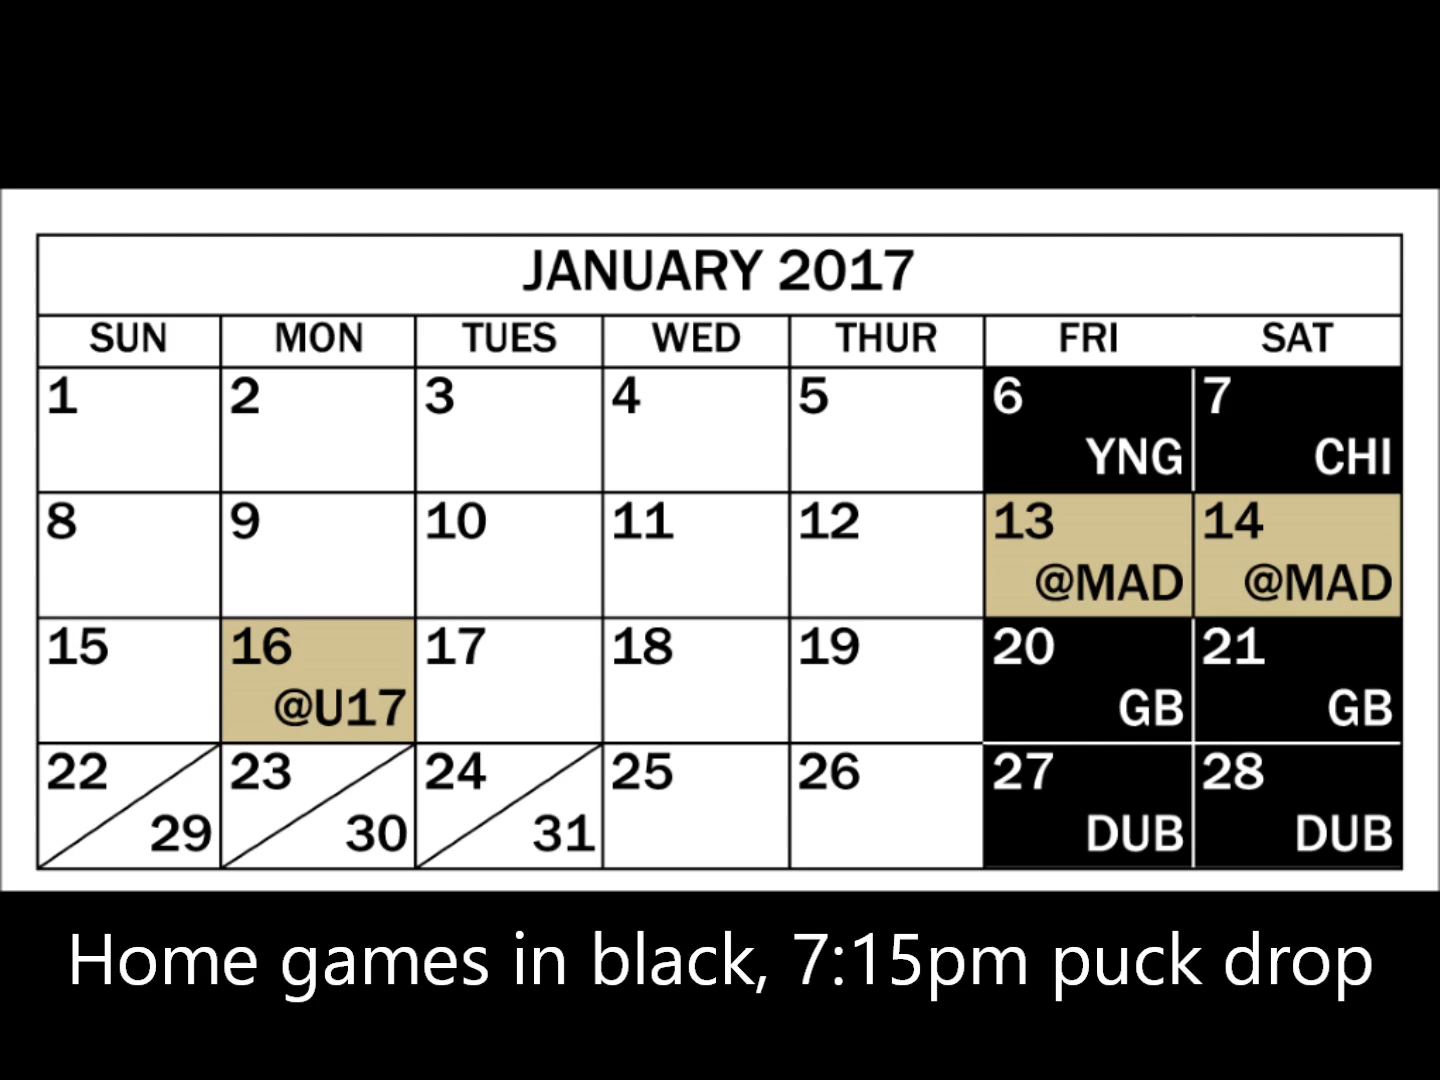 JANUARY 2017
SUN MON TUES WED THUR FRI SAT
1 2 3 4 5 6 7
YNG CHI
8 9 10 11 12 13 14
@MAD @MAD
15 16 17 18 19 20 21
@U17 GB GB
22 23 24 25 26 27 28
29 30 31 DUB DUB
Home games in black, 7:15pm puck drop